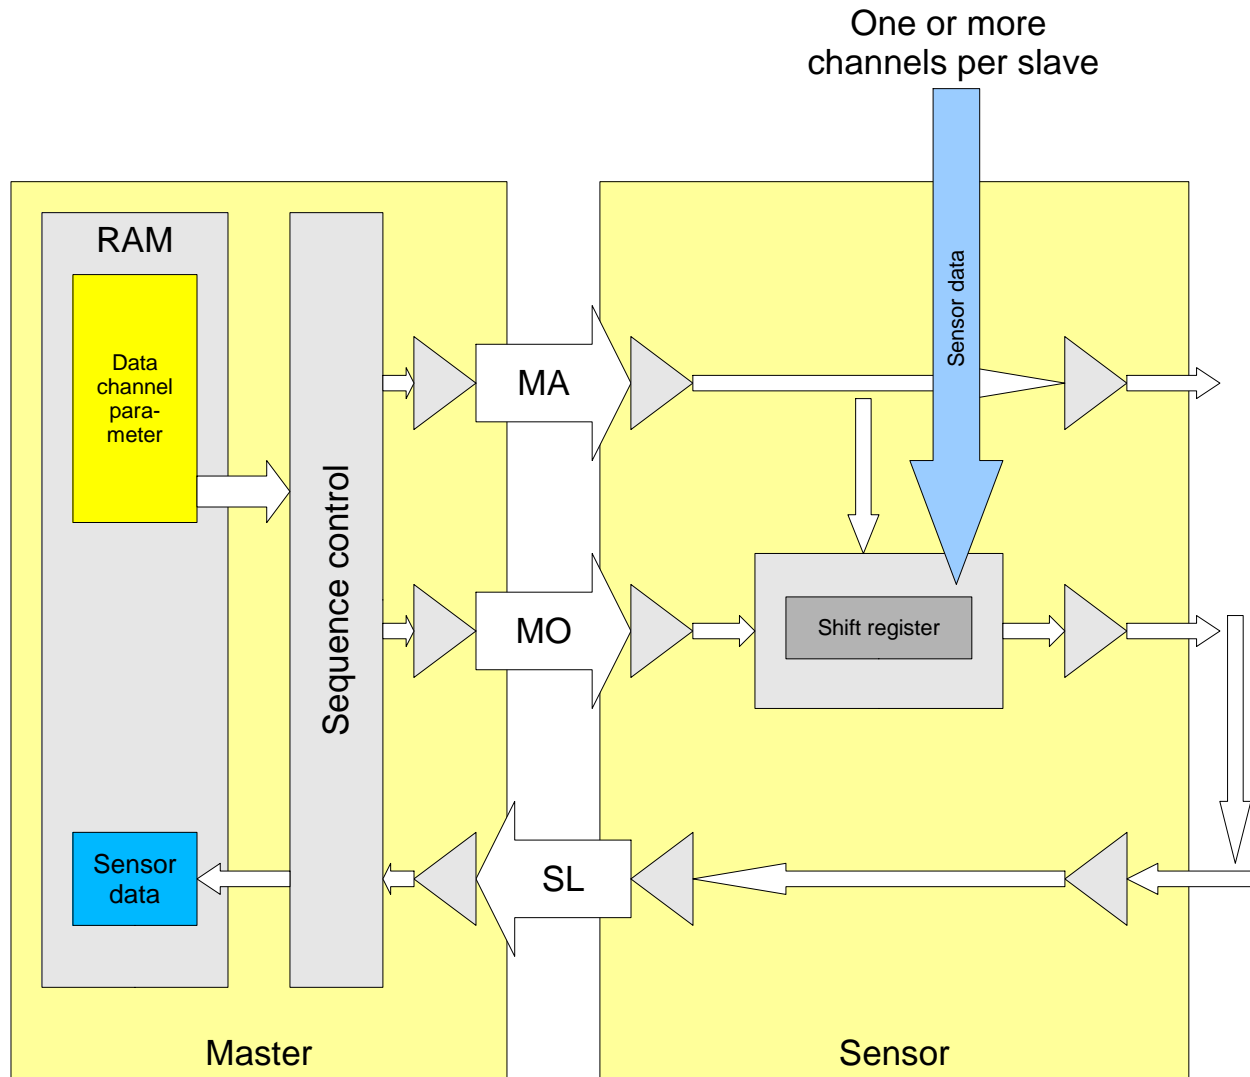 One or more
channels per slave
RAM
Data
channel
para-
meter
Sequence control
MA
Sensor data
MO
Shift register
Sensor
data
SL
Master
Sensor